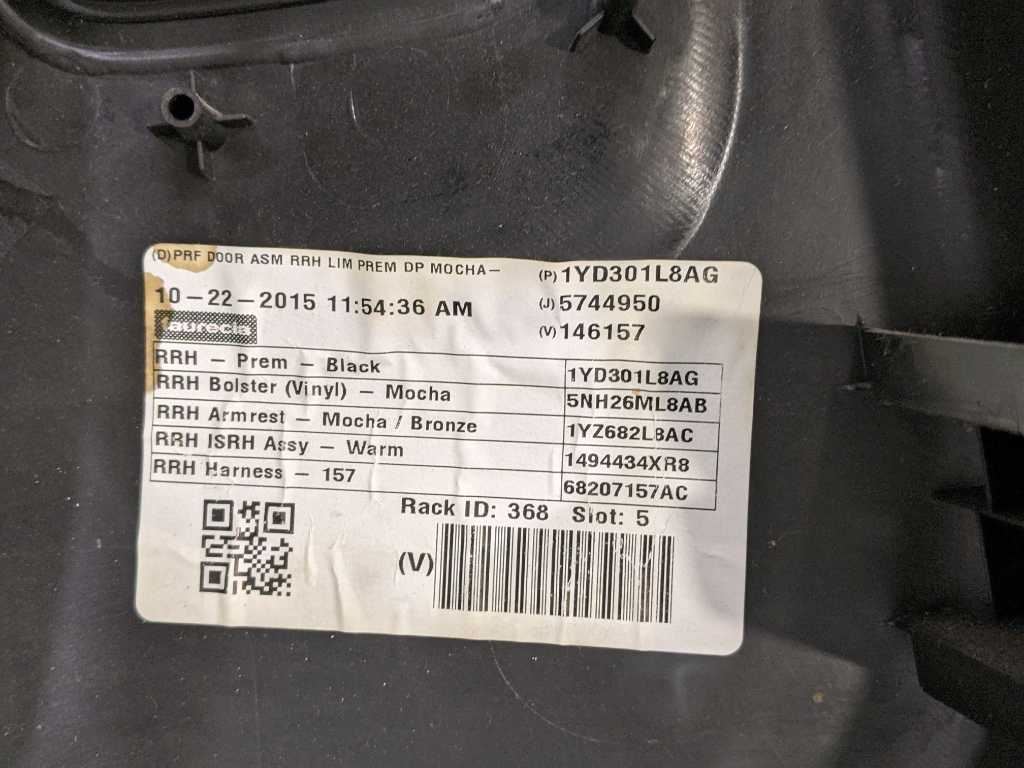 (D)PRF DOOR ASM RRH LIM PREM DP MOCHA-
(P) 1YD301L8AG
10-22-2015 11:54:36 AM
(J) 5744950
faurecia
(V) 146157
RRH - Prem - Black 1YD301L8AG
RRH Bolster (Vinyl) - Mocha 5NH26ML8AB
RRH Armrest - Mocha / Bronze 1YZ682L8AC
RRH ISRH Assy - Warm 1494434XR8
RRH Harness - 157 68207157AC
Rack ID: 368 Slot: 5
(V)